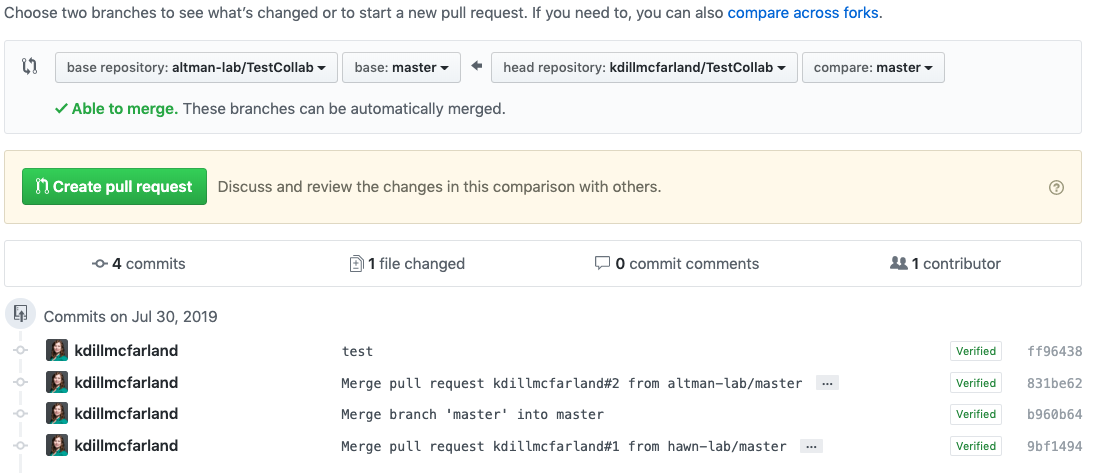 Choose two branches to see what’s changed or to start a new pull request. If you need to, you can also compare across forks.
base repository: altman-lab/TestCollab base: master head repository: kdillmcfarland/TestCollab compare: master
Able to merge. These branches can be automatically merged.
Create pull request Discuss and review the changes in this comparison with others. ?
4 commits 1 file changed 0 commit comments 1 contributor
Commits on Jul 30, 2019
kdillmcfarland test Verified ff96438
kdillmcfarland Merge pull request kdillmcfarland#2 from altman-lab/master ... Verified 831be62
kdillmcfarland Merge branch 'master' into master Verified b960b64
kdillmcfarland Merge pull request kdillmcfarland#1 from hawn-lab/master ... Verified 9bf1494